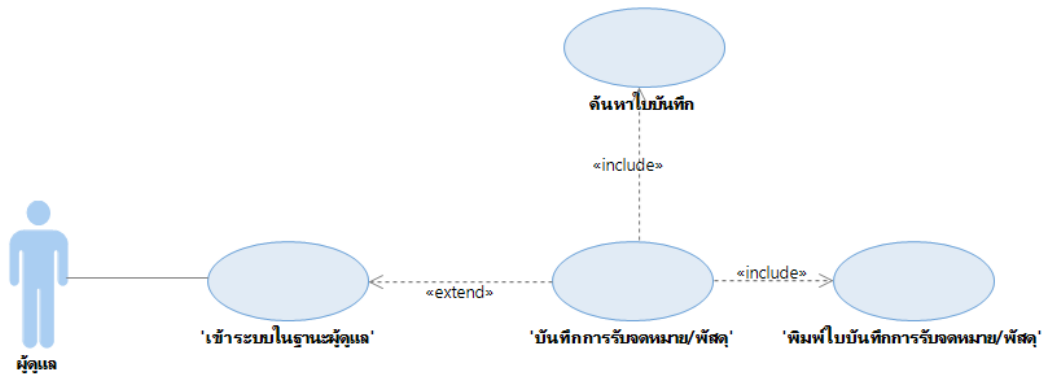 ค้นหาใบบันทึก
«include»
«include»
«extend»
'เข้าระบบในฐานะผู้ดูแล'
'บันทึกการรับจดหมาย/พัสดุ'
'พิมพ์ใบบันทึกการรับจดหมาย/พัสดุ'
ผู้ดูแล